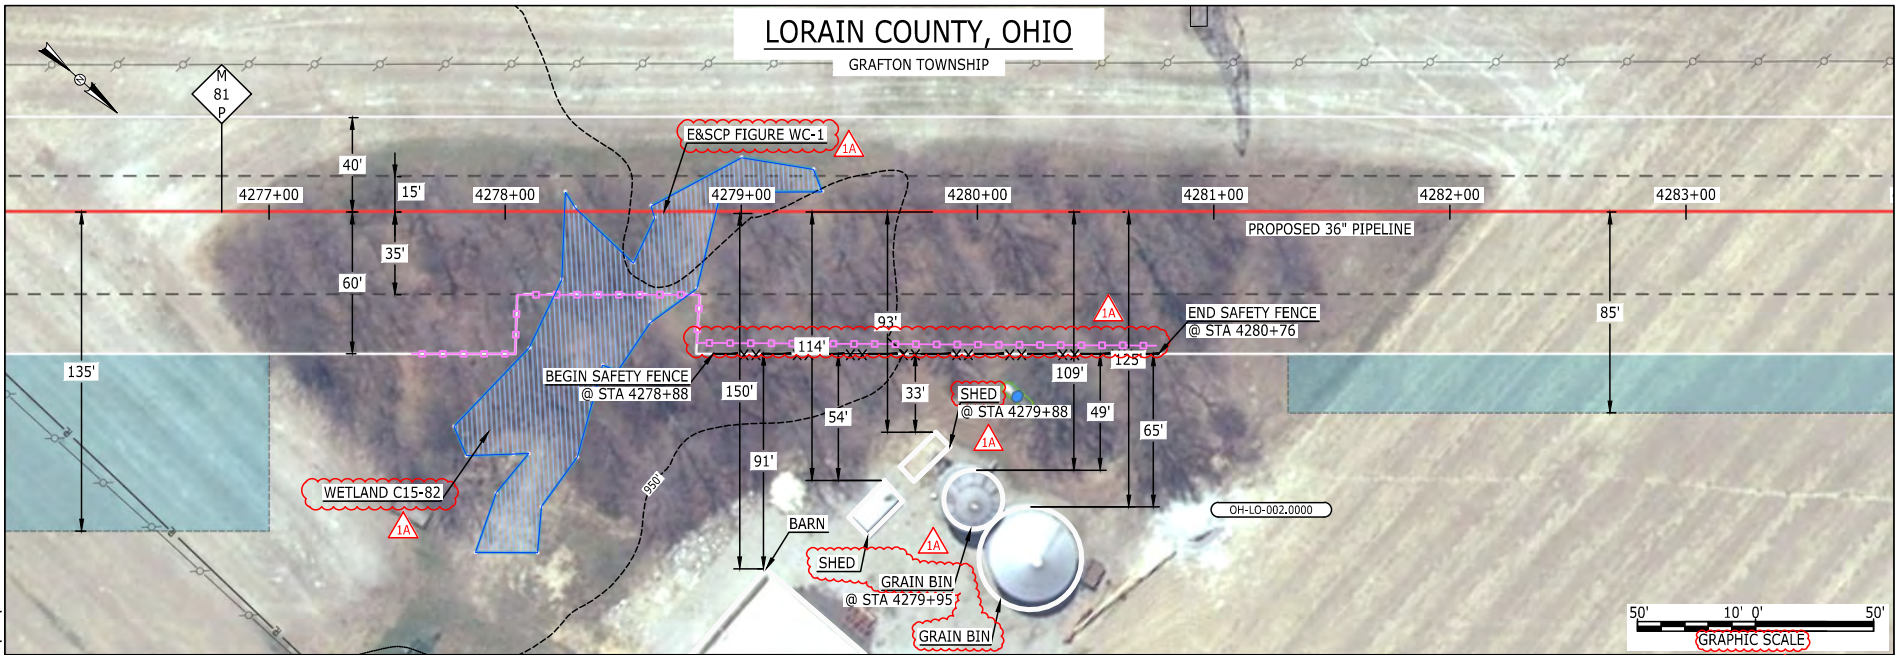 LORAIN COUNTY, OHIO
GRAFTON TOWNSHIP
N
M
81
P
E&SCP FIGURE WC-1
1A
40'
15'
4277+00
4278+00
4279+00
4280+00
4281+00
4282+00
4283+00
PROPOSED 36" PIPELINE
35'
60'
1A
END SAFETY FENCE
@ STA 4280+76
93'
85'
114'
125'
135'
BEGIN SAFETY FENCE
@ STA 4278+88
150'
109'
33'
SHED
@ STA 4279+88
49'
54'
65'
1A
91'
950'
WETLAND C15-82
1A
R
R
R
OH-LO-002.0000
BARN
1A
SHED
GRAIN BIN
@ STA 4279+95
GRAIN BIN
50' 10' 0' 50'
GRAPHIC SCALE